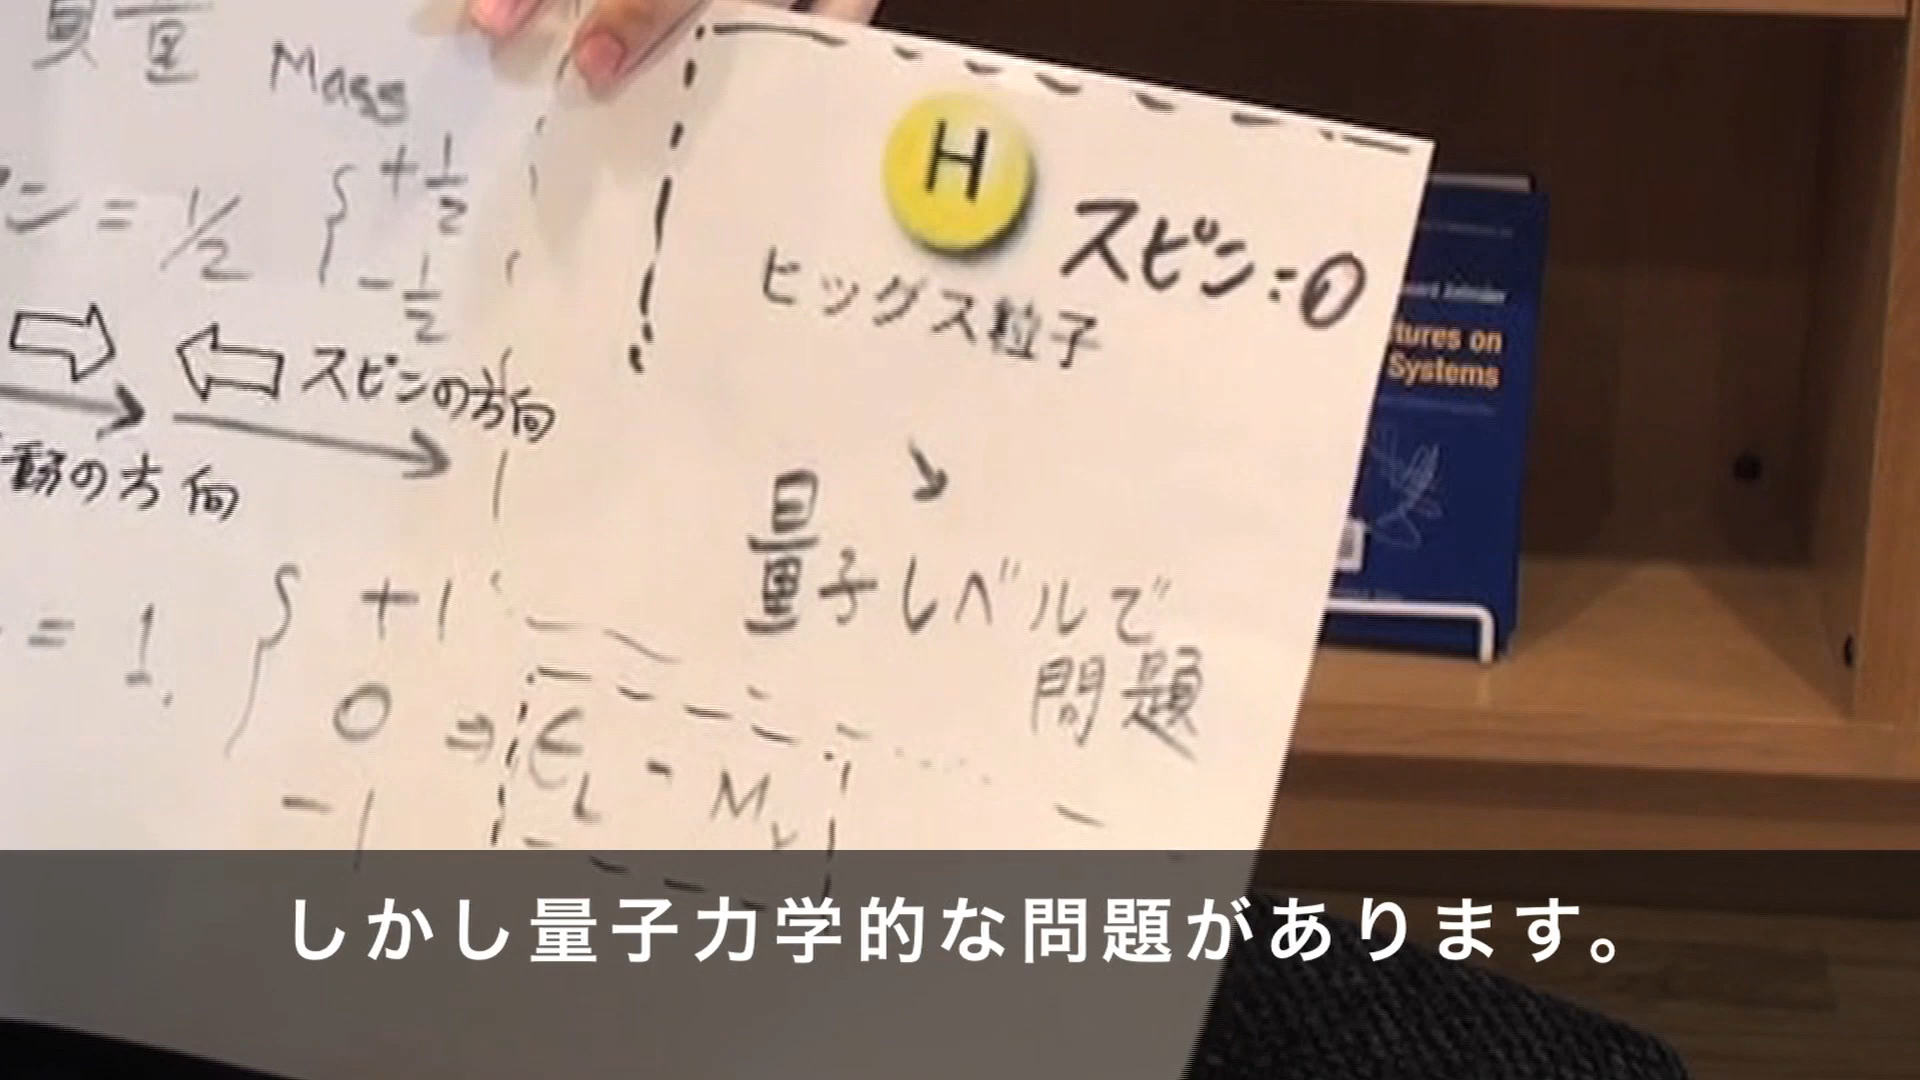 質量 Mass
ン = 1/2 { +1/2
-1/2
スピンの方向
動の方向
= 1. { +1
0 ⇒ ϵL - Mν
-1
H
スピン:0
ヒッグス粒子
↘
量子レベルで
問題
tures on
Systems
しかし量子力学的な問題があります。